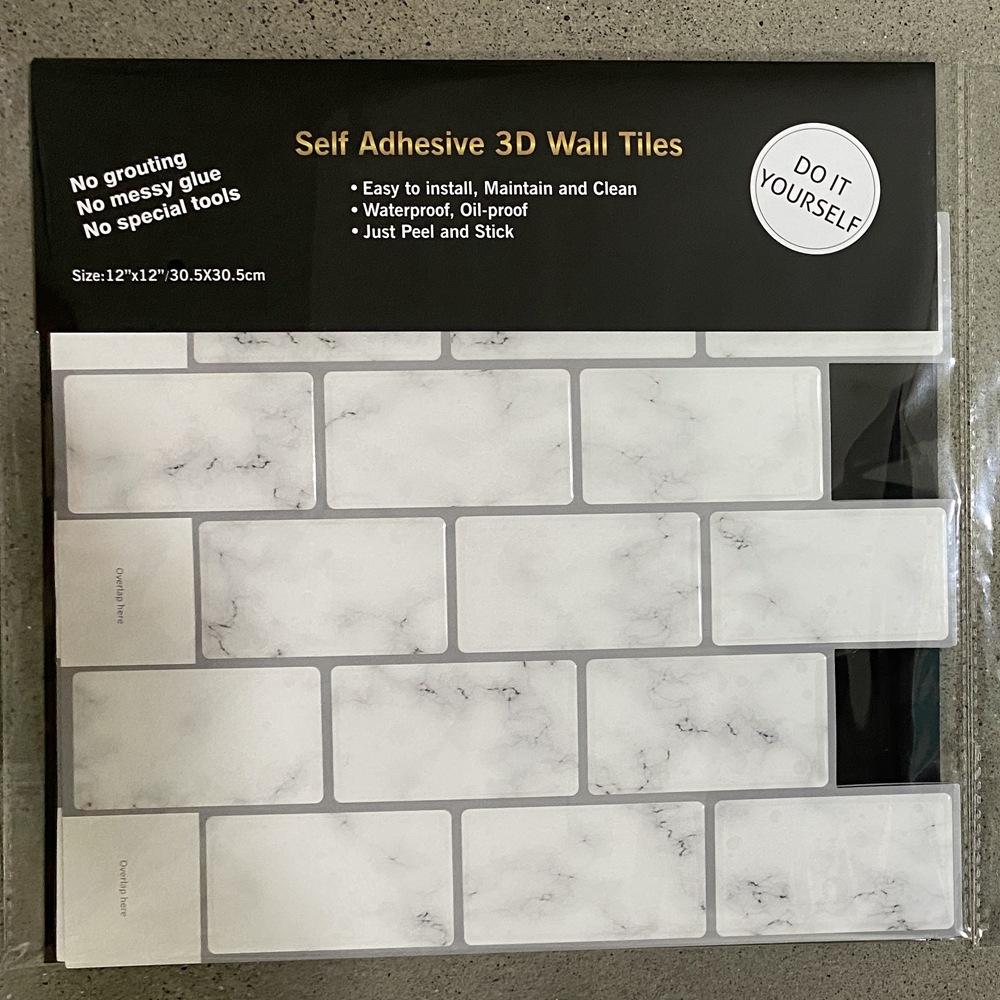 Self Adhesive 3D Wall Tiles
No grouting
No messy glue
No special tools
• Easy to install, Maintain and Clean
• Waterproof, Oil-proof
• Just Peel and Stick
DO IT
YOURSELF
Size:12”x12”/30.5X30.5cm
Overlap here
Overlap here